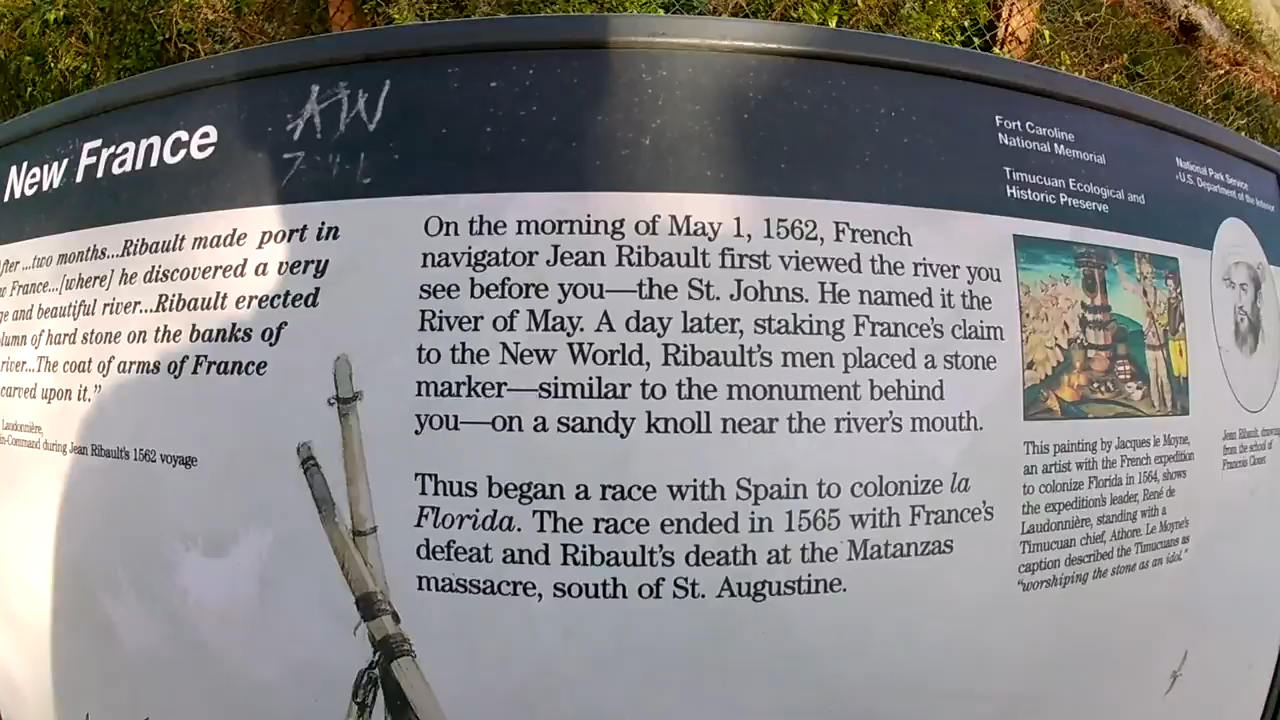 New France
AW
Fort Caroline
National Memorial
Timucuan Ecological and
Historic Preserve
National Park Service
U.S. Department of the Interior
...two months...Ribault made port in
France...[where] he discovered a very
and beautiful river...Ribault erected
of hard stone on the banks of
river...The coat of arms of France
carved upon it."
Laudonnière,
in-Command during Jean Ribault's 1562 voyage
On the morning of May 1, 1562, French
navigator Jean Ribault first viewed the river you
see before you—the St. Johns. He named it the
River of May. A day later, staking France's claim
to the New World, Ribault's men placed a stone
marker—similar to the monument behind
you—on a sandy knoll near the river's mouth.
Thus began a race with Spain to colonize la
Florida. The race ended in 1565 with France's
defeat and Ribault's death at the Matanzas
massacre, south of St. Augustine.
This painting by Jacques le Moyne,
an artist with the French expedition
to colonize Florida in 1564, shows
the expedition's leader, René de
Laudonnière, standing with a
Timucuan chief, Athore. Le Moyne's
caption described the Timucuans as
"worshiping the stone as an idol."
Jean Ribault, drawing
from the school of
Francois Clouet